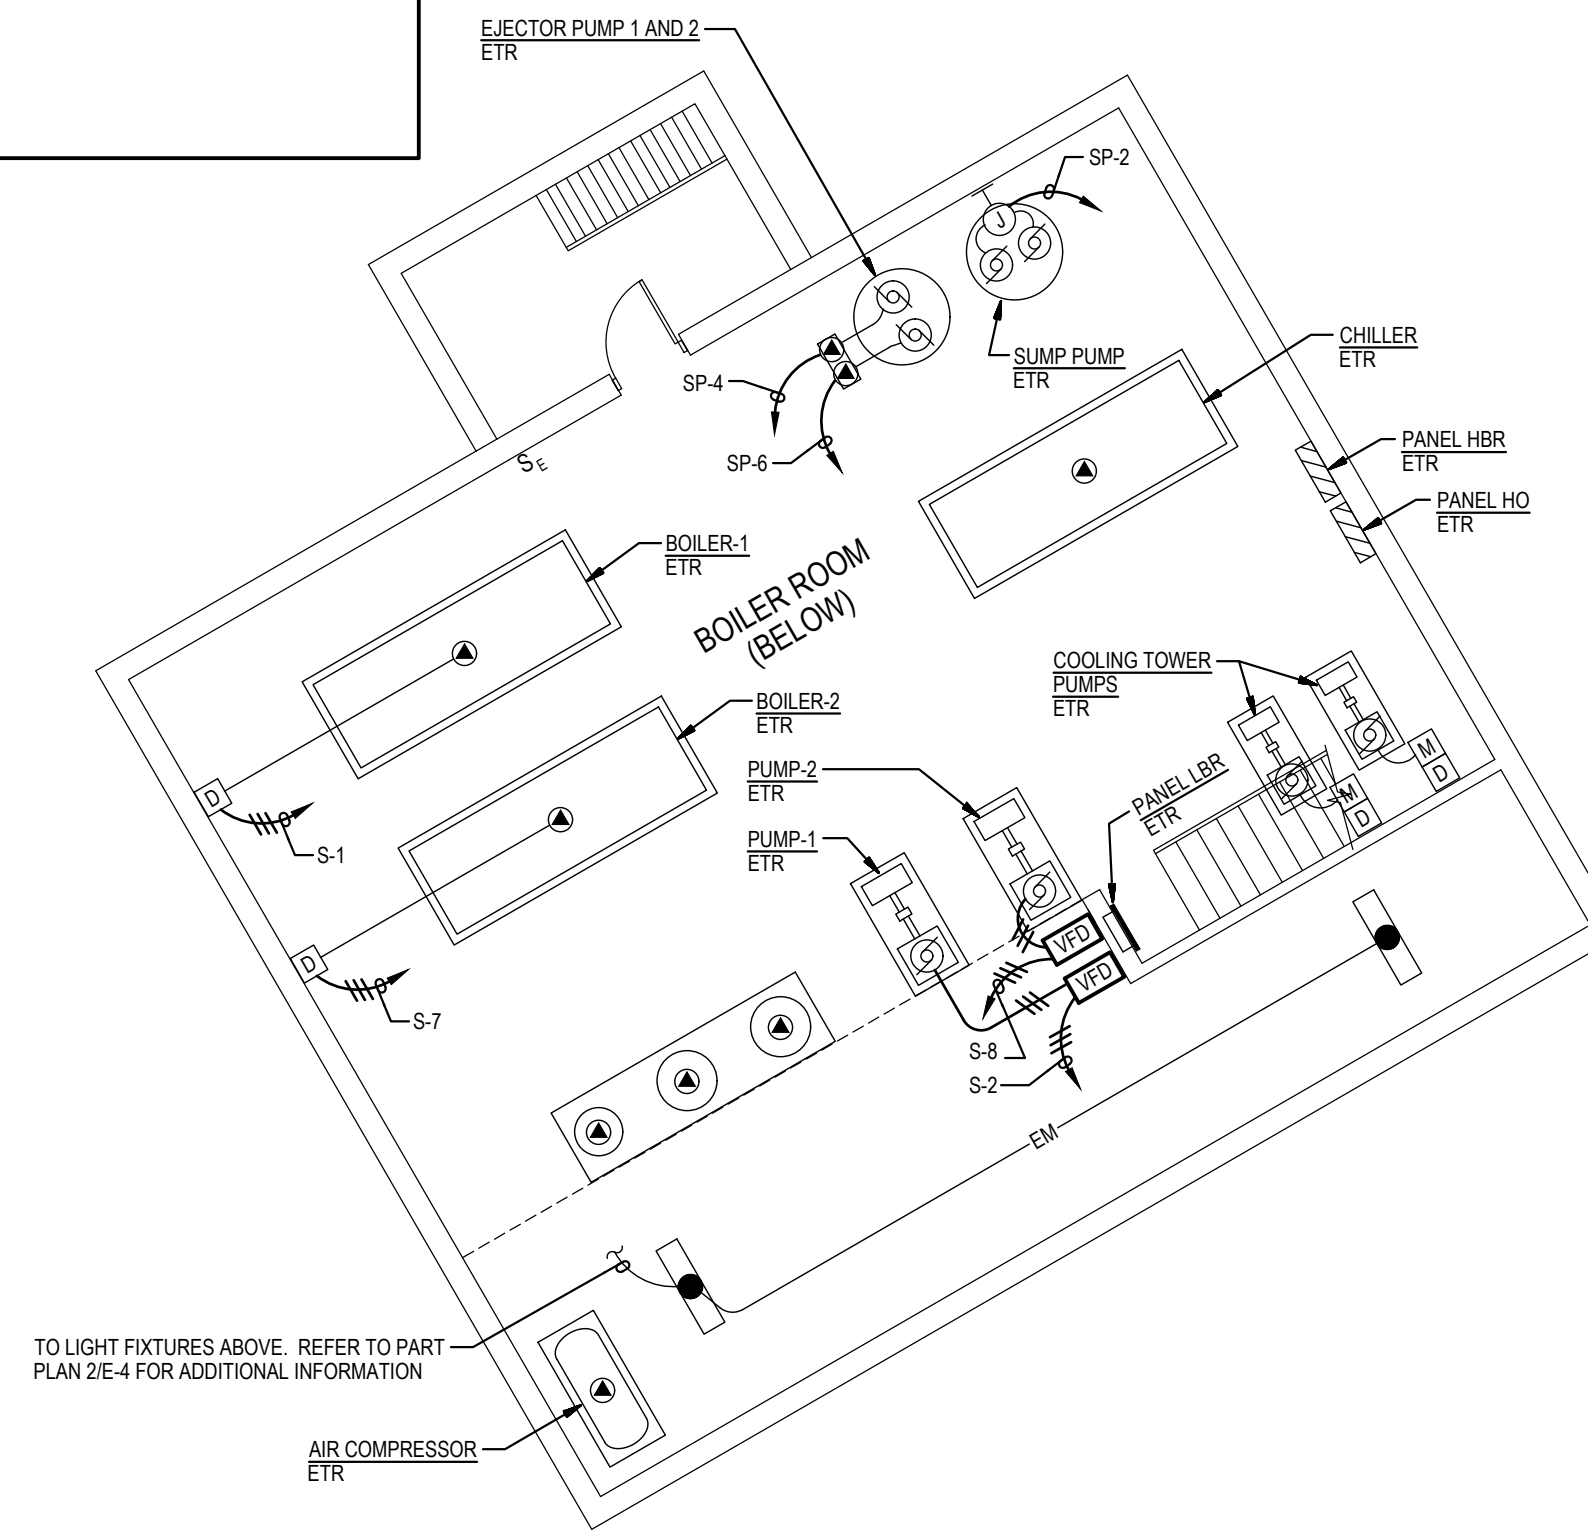 EJECTOR PUMP 1 AND 2
ETR
SP-2
J
SUMP PUMP
ETR
CHILLER
ETR
SP-4
SP-6
PANEL HBR
ETR
PANEL HO
ETR
SE
BOILER-1
ETR
BOILER ROOM
(BELOW)
COOLING TOWER
PUMPS
ETR
BOILER-2
ETR
PUMP-2
ETR
PANEL LBR
ETR
M
D
M
D
D
S-1
PUMP-1
ETR
VFD
VFD
D
S-7
S-8
S-2
EM
TO LIGHT FIXTURES ABOVE. REFER TO PART
PLAN 2/E-4 FOR ADDITIONAL INFORMATION
AIR COMPRESSOR
ETR